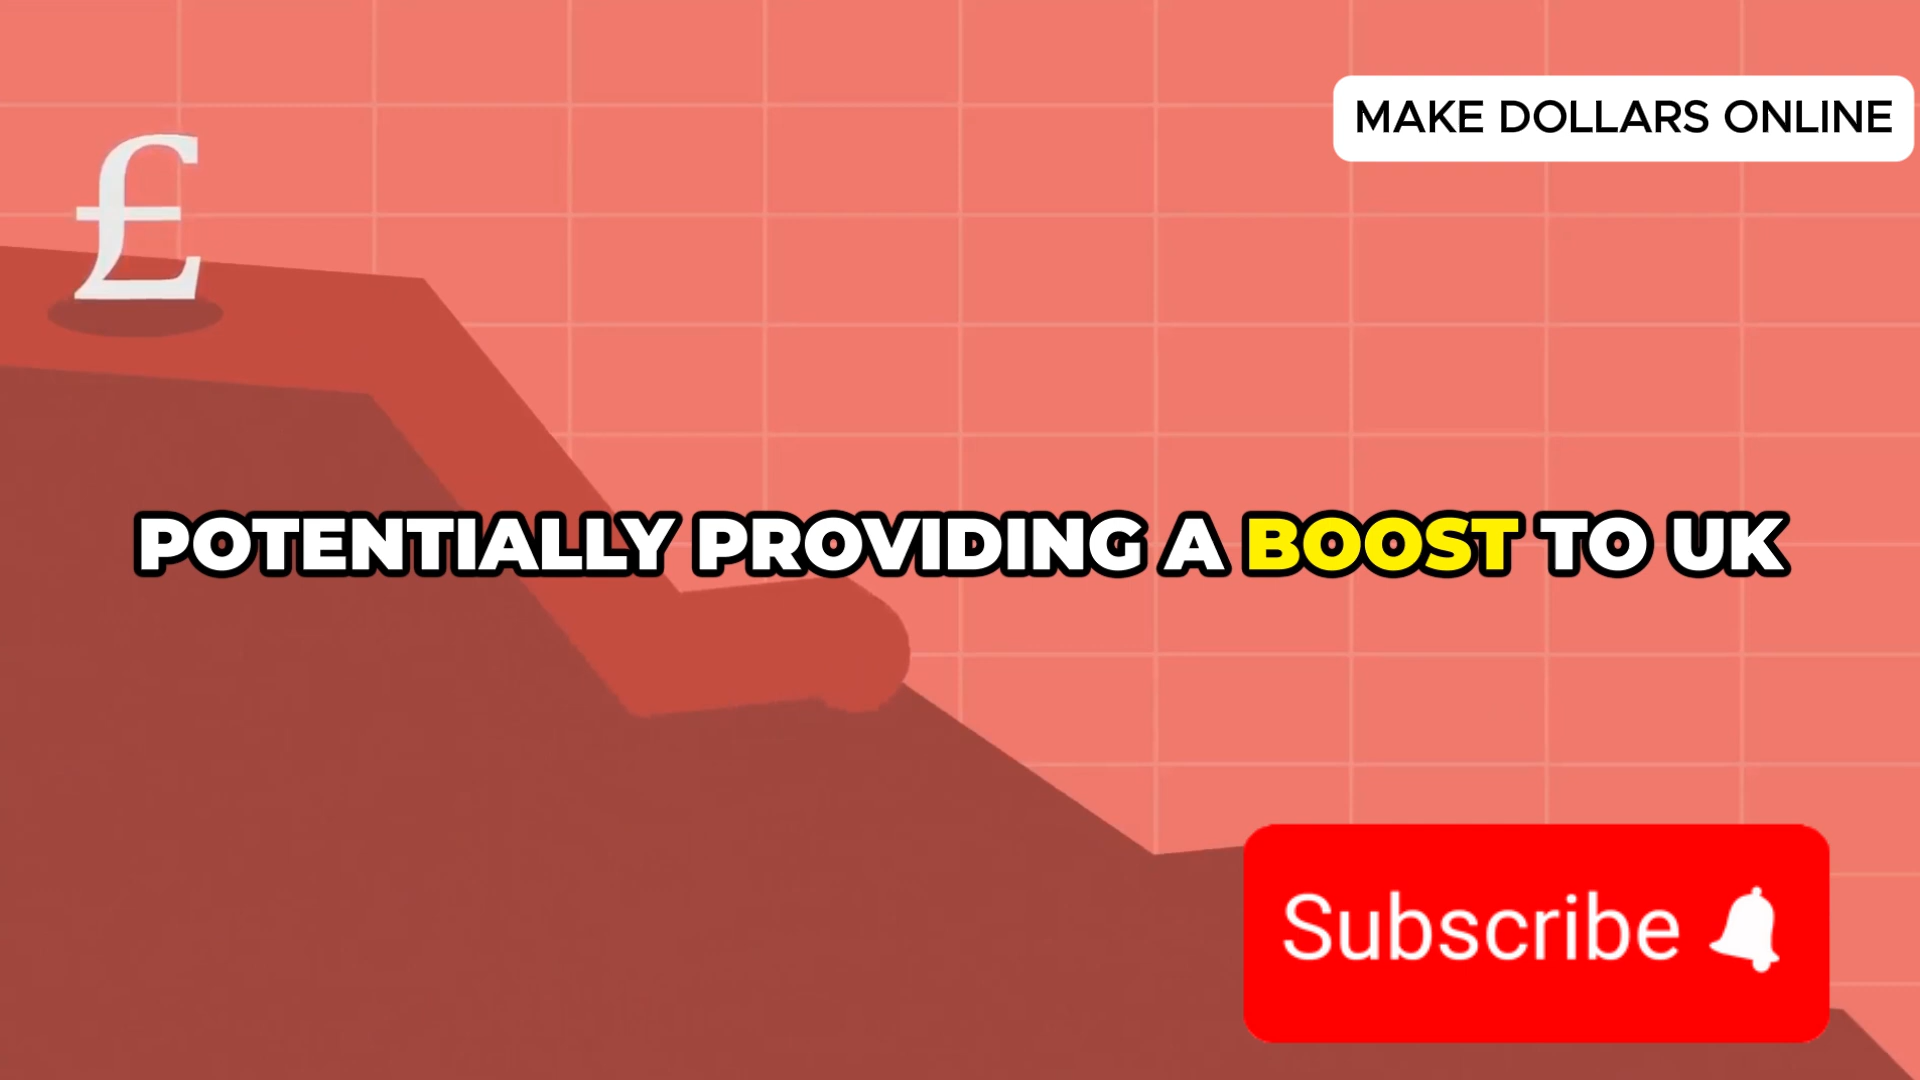 MAKE DOLLARS ONLINE
£
POTENTIALLY PROVIDING A BOOST TO UK
Subscribe